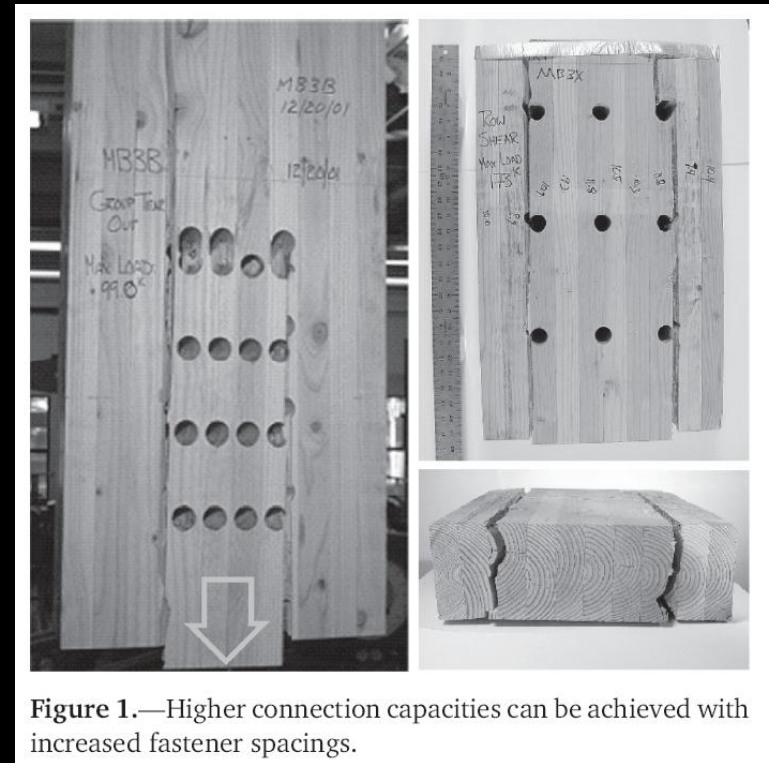 MB3B
12/20/01
12/20/01
MB3B
GROUP TEAR
OUT
MAX LOAD:
99.0K
MB3X
ROW
SHEAR
MAX LOAD
Figure 1.—Higher connection capacities can be achieved with
increased fastener spacings.